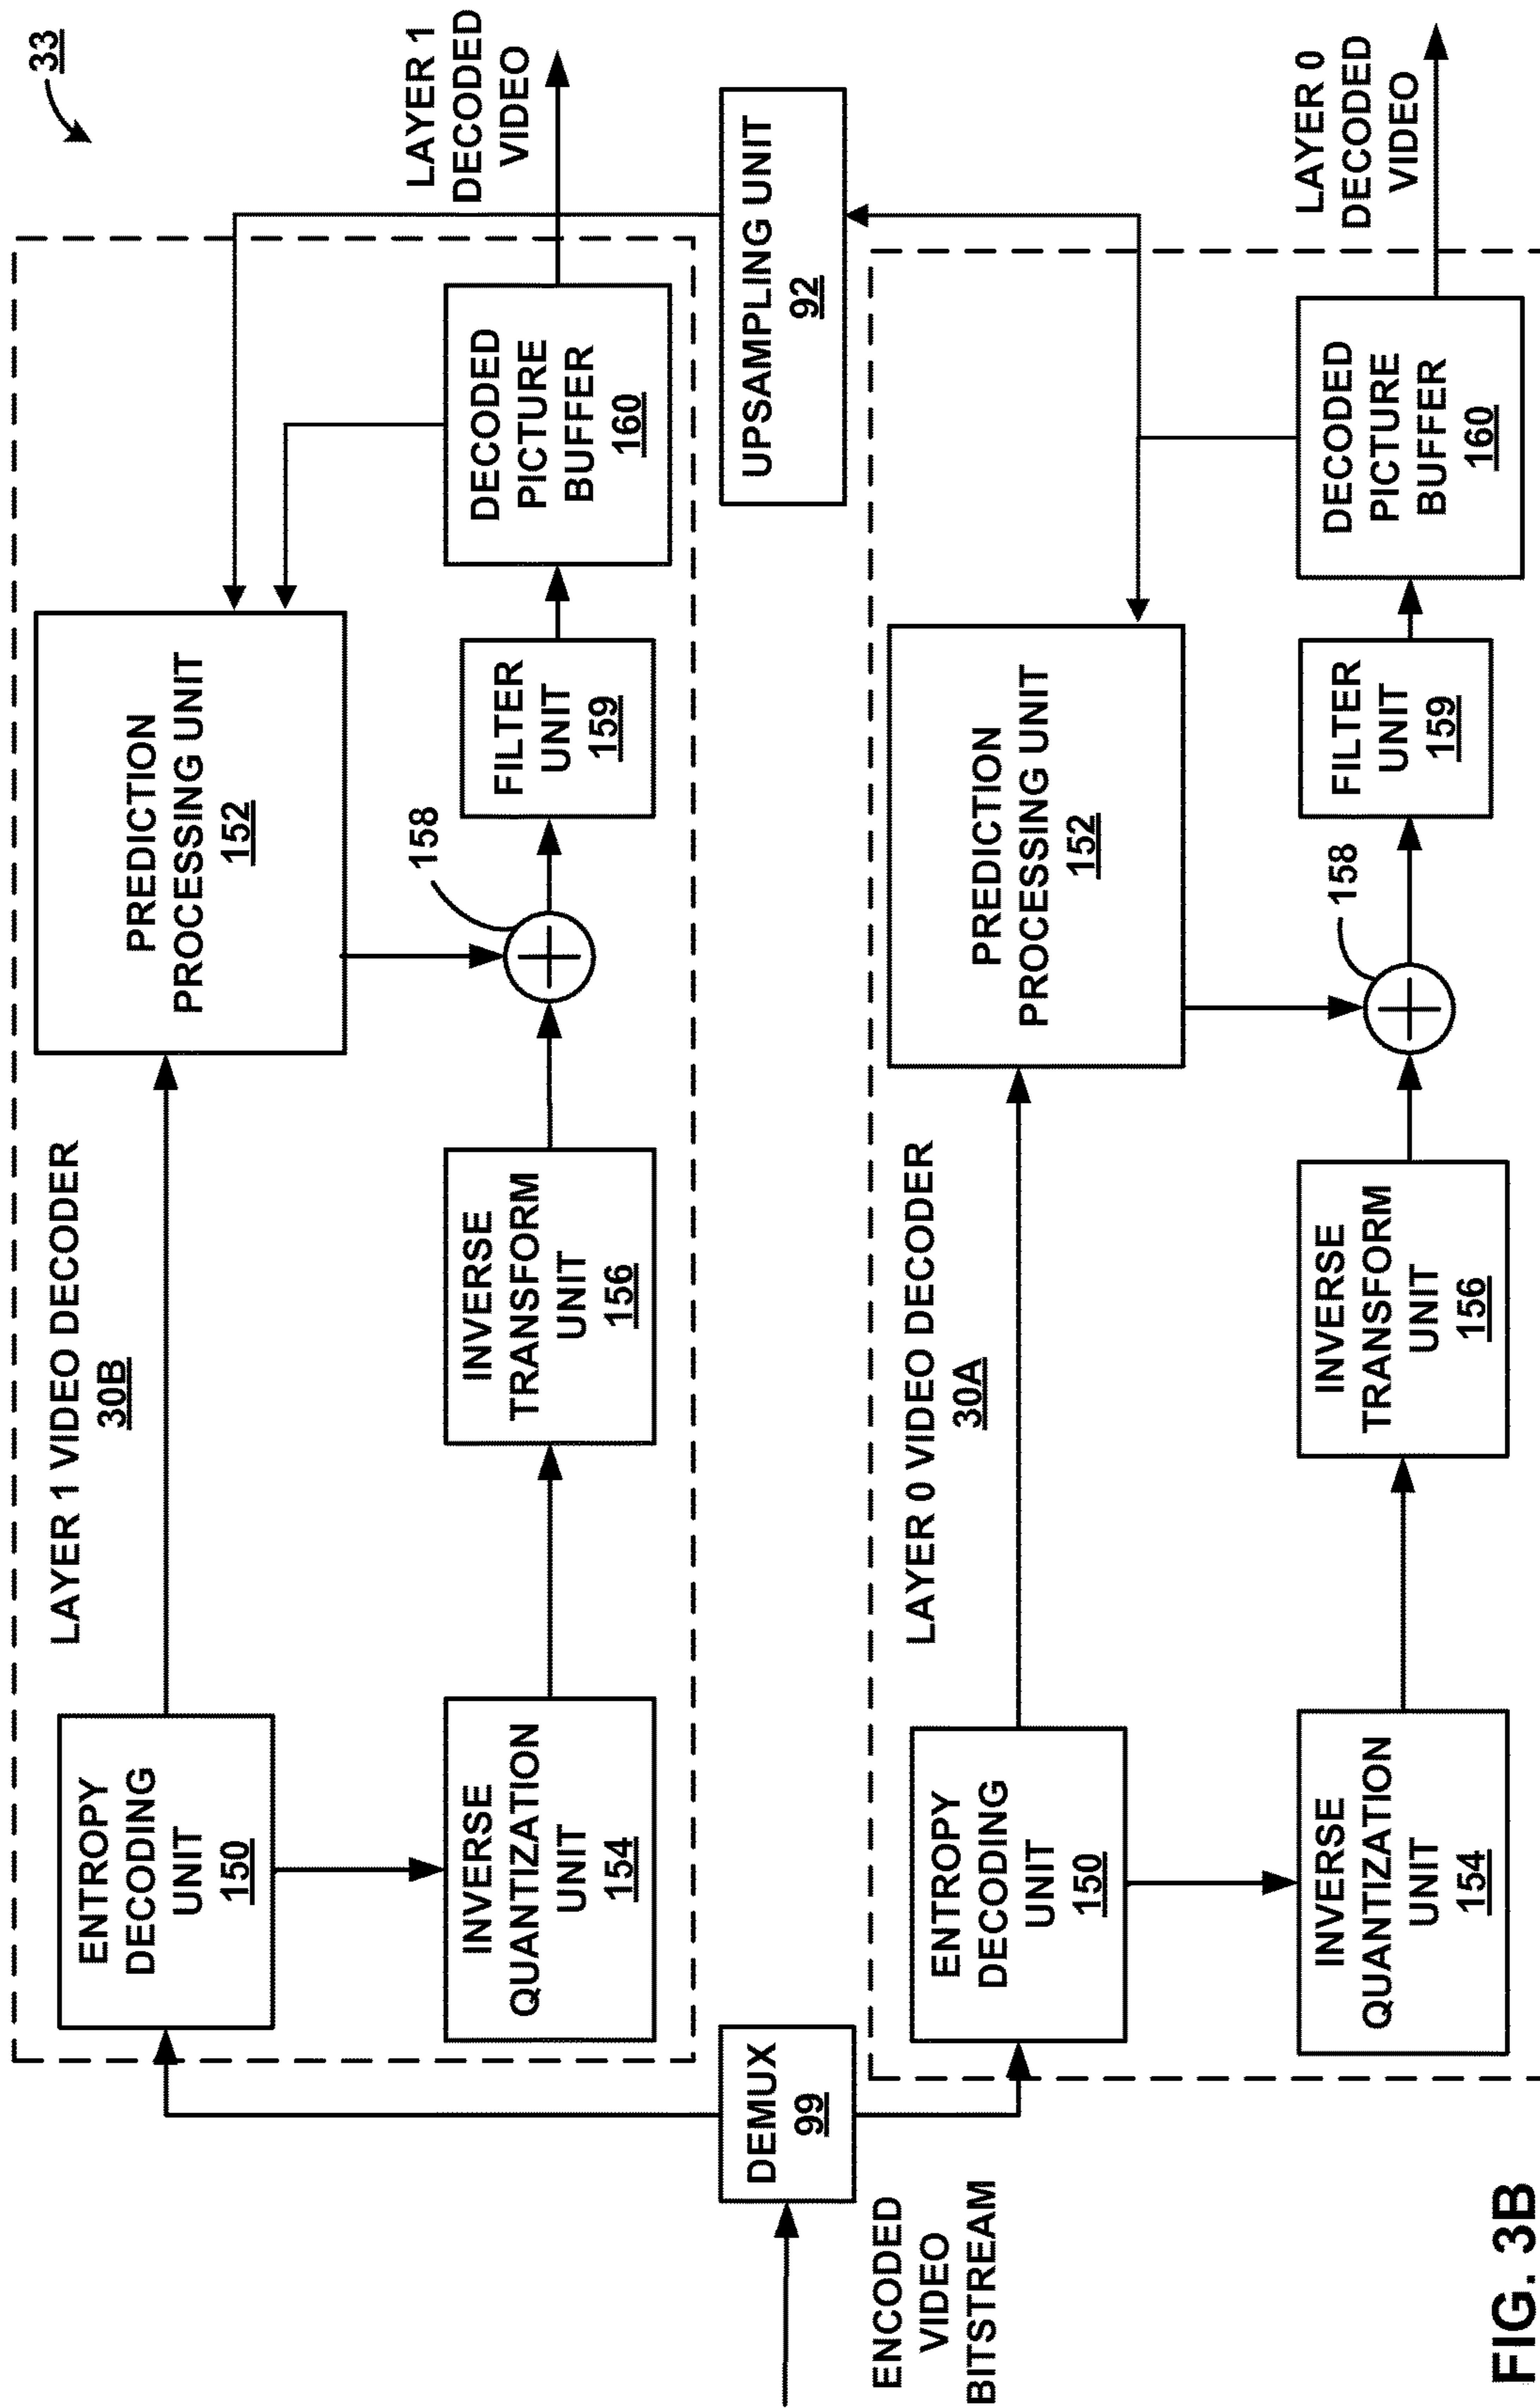 33
LAYER 1 VIDEO DECODER
30B
ENTROPY
DECODING
UNIT
150
PREDICTION
PROCESSING UNIT
152
INVERSE
QUANTIZATION
UNIT
154
INVERSE
TRANSFORM
UNIT
156
158
FILTER
UNIT
159
DECODED
PICTURE
BUFFER
160
LAYER 1
DECODED
VIDEO
DEMUX
99
ENCODED
VIDEO
BITSTREAM
UPSAMPLING UNIT
92
LAYER 0 VIDEO DECODER
30A
ENTROPY
DECODING
UNIT
150
PREDICTION
PROCESSING UNIT
152
INVERSE
QUANTIZATION
UNIT
154
INVERSE
TRANSFORM
UNIT
156
158
FILTER
UNIT
159
DECODED
PICTURE
BUFFER
160
LAYER 0
DECODED
VIDEO
FIG. 3B